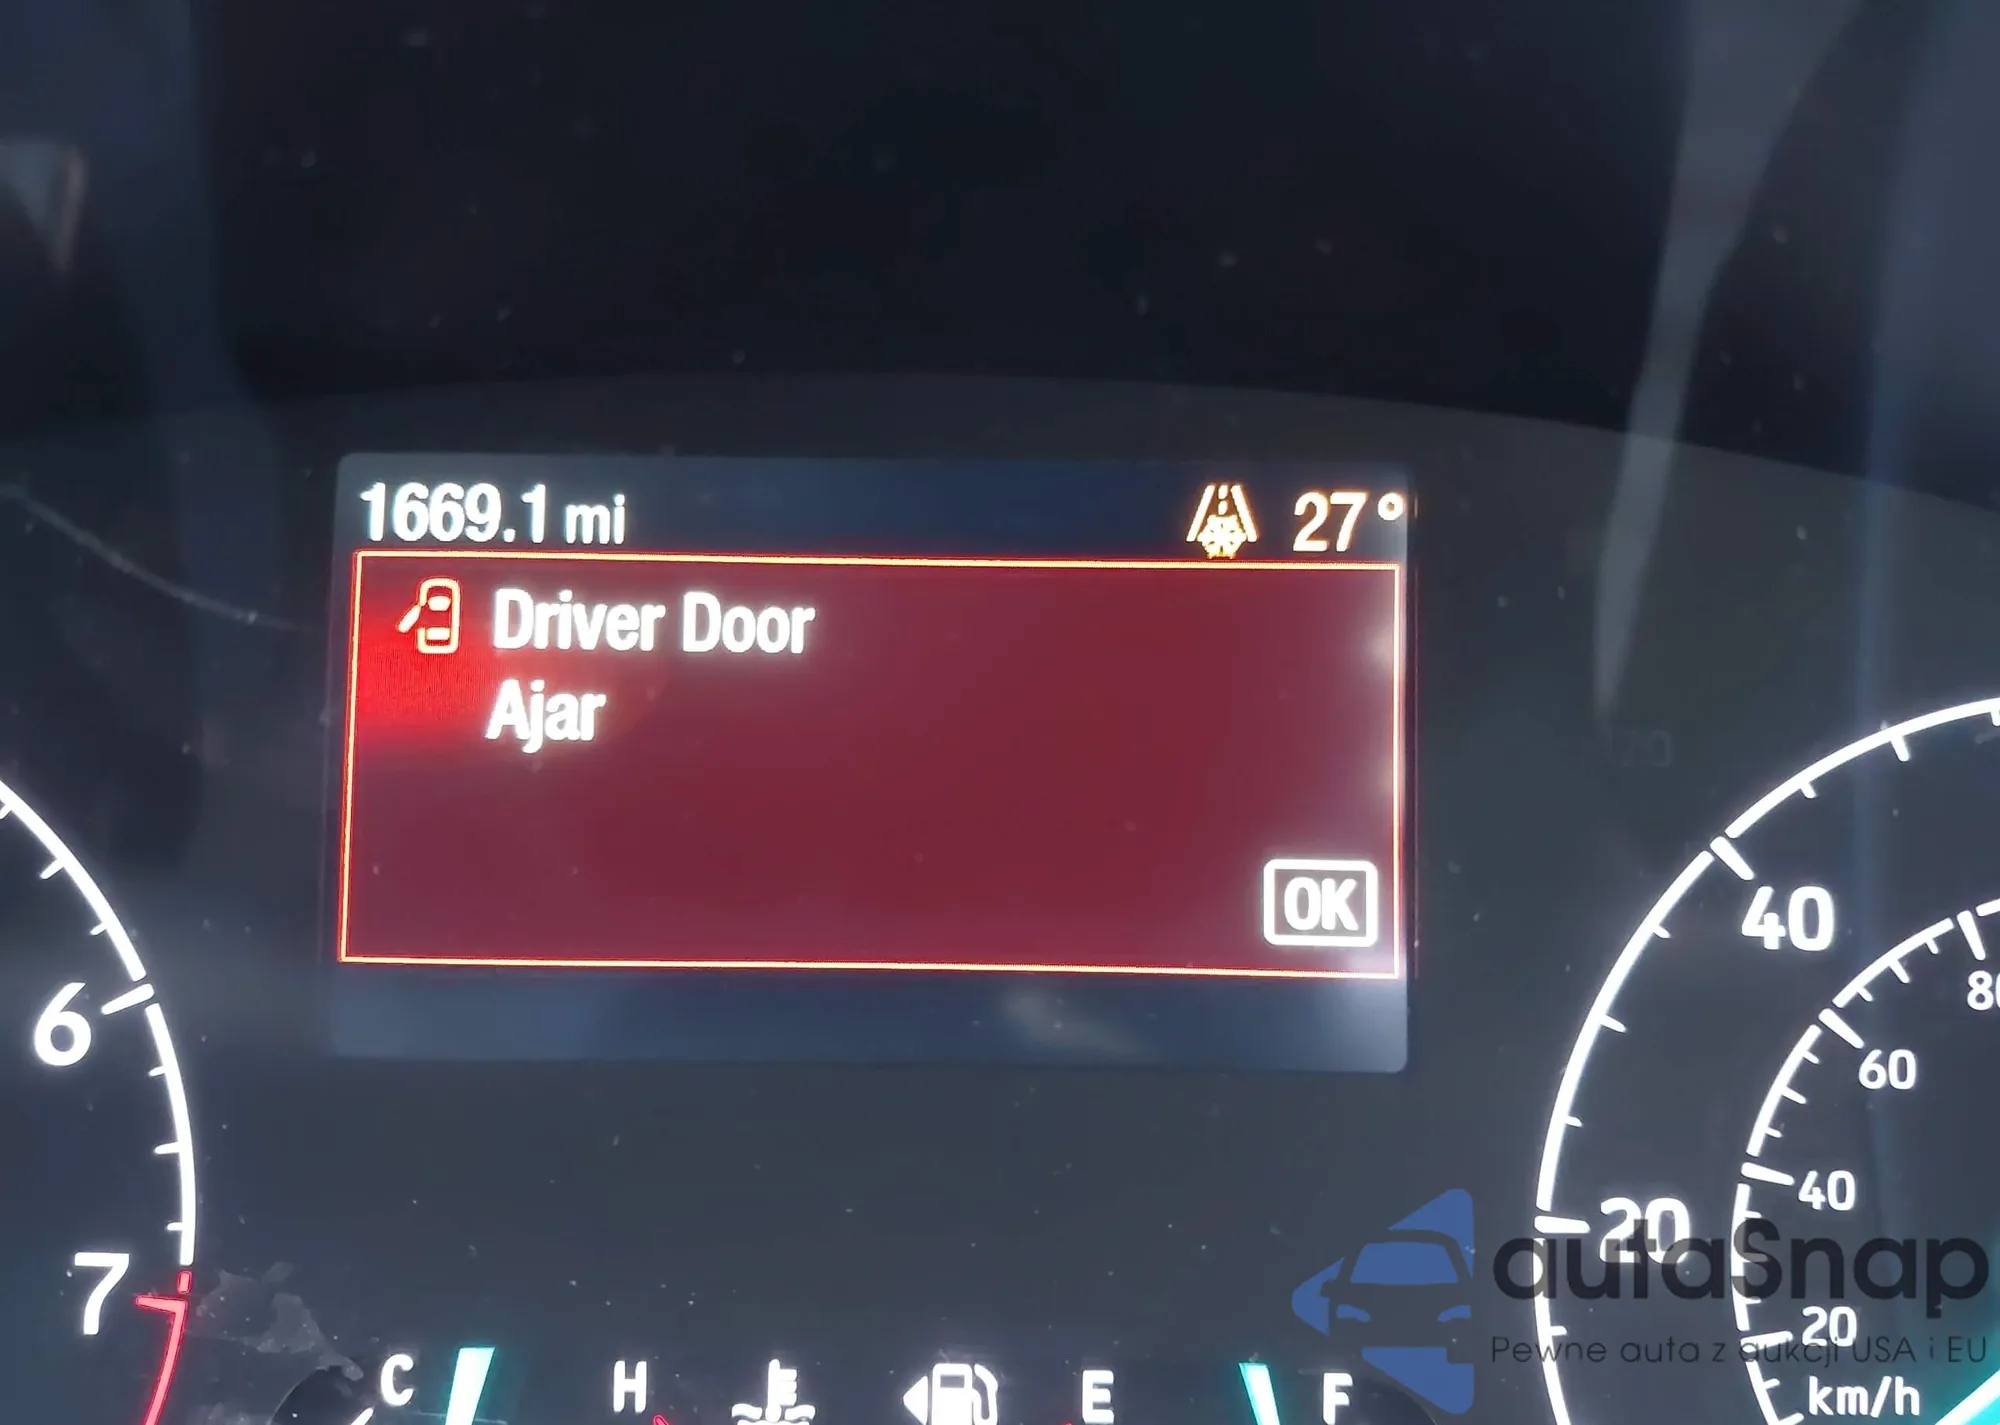 1669.1 mi 27°
Driver Door
Ajar
OK
40
80
6
60
40
20
7
20
C H E F
km/h
autaSnap
Pewne auta z aukcji USA i EU